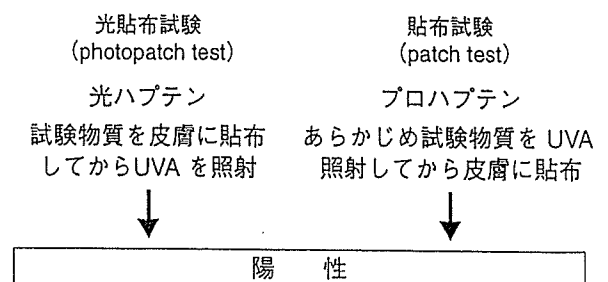 光貼布試験
(photopatch test)
光ハプテン
試験物質を皮膚に貼布
してからUVA を照射
貼布試験
(patch test)
プロハプテン
あらかじめ試験物質を UVA
照射してから皮膚に貼布
陽 性